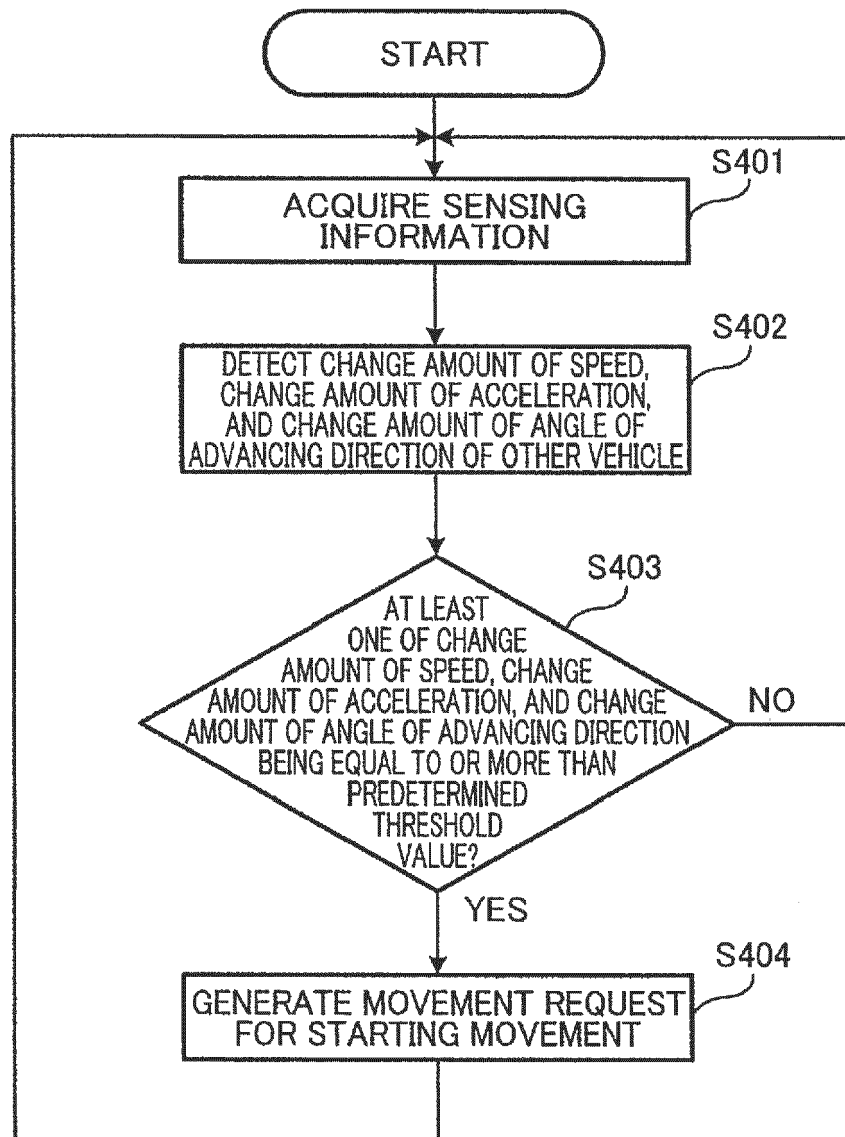 START
S401
ACQUIRE SENSING
INFORMATION
S402
DETECT CHANGE AMOUNT OF SPEED,
CHANGE AMOUNT OF ACCELERATION,
AND CHANGE AMOUNT OF ANGLE OF
ADVANCING DIRECTION OF OTHER VEHICLE
S403
AT LEAST
ONE OF CHANGE
AMOUNT OF SPEED, CHANGE
AMOUNT OF ACCELERATION, AND CHANGE
AMOUNT OF ANGLE OF ADVANCING DIRECTION
BEING EQUAL TO OR MORE THAN
PREDETERMINED
THRESHOLD
VALUE?
NO
YES
S404
GENERATE MOVEMENT REQUEST
FOR STARTING MOVEMENT